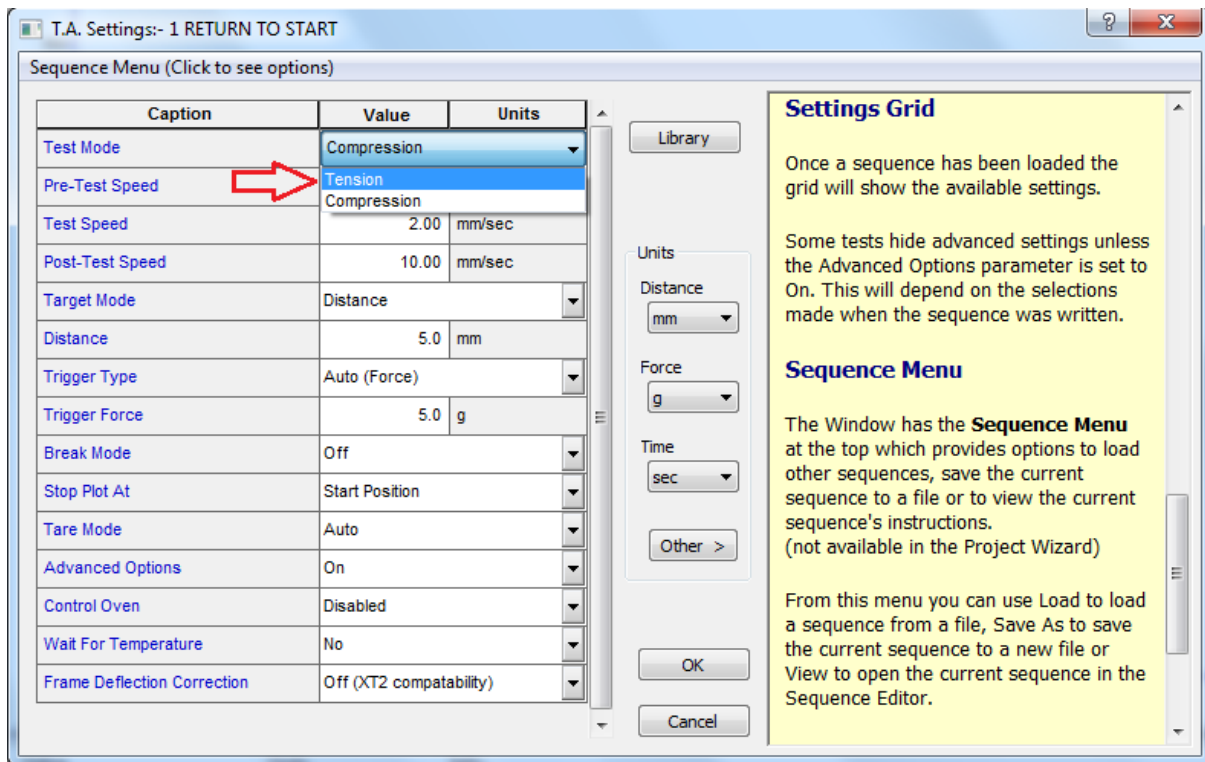 T.A. Settings:- 1 RETURN TO START
Sequence Menu (Click to see options)
Caption Value Units
Test Mode Compression
Tension
Compression
Pre-Test Speed
Test Speed 2.00 mm/sec
Post-Test Speed 10.00 mm/sec
Target Mode Distance
Distance 5.0 mm
Trigger Type Auto (Force)
Trigger Force 5.0 g
Break Mode Off
Stop Plot At Start Position
Tare Mode Auto
Advanced Options On
Control Oven Disabled
Wait For Temperature No
Frame Deflection Correction Off (XT2 compatability)
Library
Units
Distance
mm
Force
g
Time
sec
Other >
OK
Cancel
Settings Grid
Once a sequence has been loaded the
grid will show the available settings.
Some tests hide advanced settings unless
the Advanced Options parameter is set to
On. This will depend on the selections
made when the sequence was written.
Sequence Menu
The Window has the Sequence Menu
at the top which provides options to load
other sequences, save the current
sequence to a file or to view the current
sequence's instructions.
(not available in the Project Wizard)
From this menu you can use Load to load
a sequence from a file, Save As to save
the current sequence to a new file or
View to open the current sequence in the
Sequence Editor.